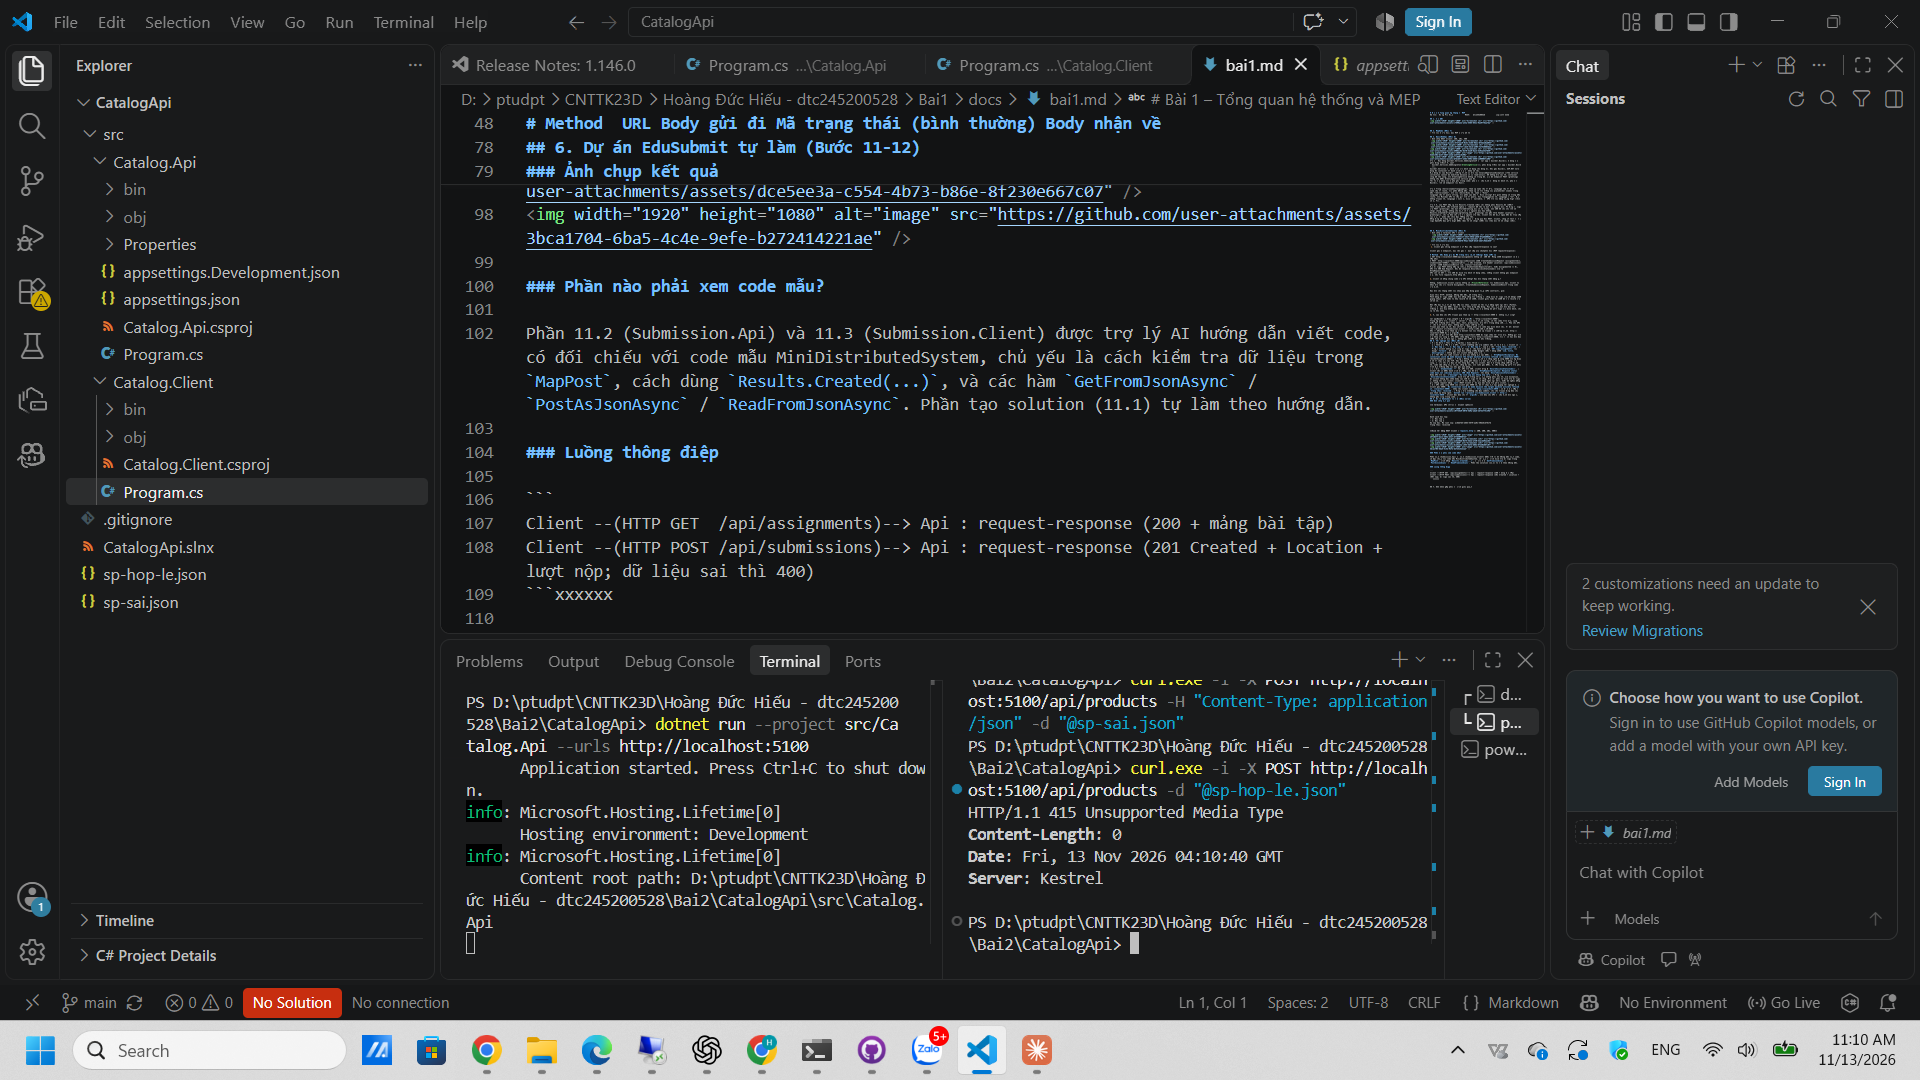 File Edit Selection View Go Run Terminal Help
CatalogApi
Sign In
Explorer
CatalogApi
src
Catalog.Api
bin
obj
Properties
{} appsettings.Development.json
{} appsettings.json
Catalog.Api.csproj
C# Program.cs
Catalog.Client
bin
obj
Catalog.Client.csproj
C# Program.cs
.gitignore
CatalogApi.slnx
{} sp-hop-le.json
{} sp-sai.json
Timeline
C# Project Details
Release Notes: 1.146.0
Program.cs ...\Catalog.Api
Program.cs ...\Catalog.Client
bai1.md
D: > ptudpt > CNTTK23D > Hoàng Đức Hiếu - dtc245200528 > Bai1 > docs > bai1.md > abc # Bài 1 – Tổng quan hệ thống và MEP
Text Editor
48 # Method  URL Body gửi đi Mã trạng thái (bình thường) Body nhận về
78 ## 6. Dự án EduSubmit tự làm (Bước 11-12)
79 ### Ảnh chụp kết quả
user-attachments/assets/dce5ee3a-c554-4b73-b86e-8f230e667c07" />
98 <img width="1920" height="1080" alt="image" src="https://github.com/user-attachments/assets/
3bca1704-6ba5-4c4e-9efe-b272414221ae" />
99
100 ### Phần nào phải xem code mẫu?
101
102 Phần 11.2 (Submission.Api) và 11.3 (Submission.Client) được trợ lý AI hướng dẫn viết code,
có đối chiếu với code mẫu MiniDistributedSystem, chủ yếu là cách kiểm tra dữ liệu trong
`MapPost`, cách dùng `Results.Created(...)`, và các hàm `GetFromJsonAsync` /
`PostAsJsonAsync` / `ReadFromJsonAsync`. Phần tạo solution (11.1) tự làm theo hướng dẫn.
103
104 ### Luồng thông điệp
105
106 ```
107 Client --(HTTP GET  /api/assignments)--> Api : request-response (200 + mảng bài tập)
108 Client --(HTTP POST /api/submissions)--> Api : request-response (201 Created + Location +
lượt nộp; dữ liệu sai thì 400)
109 ```xxxxxx
110
Problems Output Debug Console Terminal Ports
PS D:\ptudpt\CNTTK23D\Hoàng Đức Hiếu - dtc245200
528\Bai2\CatalogApi> dotnet run --project src/Ca
talog.Api --urls http://localhost:5100
Application started. Press Ctrl+C to shut dow
n.
info: Microsoft.Hosting.Lifetime[0]
Hosting environment: Development
info: Microsoft.Hosting.Lifetime[0]
Content root path: D:\ptudpt\CNTTK23D\Hoàng Đ
ức Hiếu - dtc245200528\Bai2\CatalogApi\src\Catalog.
Api
\Bai2\CatalogApi> curl.exe -i -X POST http://localh
ost:5100/api/products -H "Content-Type: application
/json" -d "@sp-sai.json"
PS D:\ptudpt\CNTTK23D\Hoàng Đức Hiếu - dtc245200528
\Bai2\CatalogApi> curl.exe -i -X POST http://localh
ost:5100/api/products -d "@sp-hop-le.json"
HTTP/1.1 415 Unsupported Media Type
Content-Length: 0
Date: Fri, 13 Nov 2026 04:10:40 GMT
Server: Kestrel
PS D:\ptudpt\CNTTK23D\Hoàng Đức Hiếu - dtc245200528
\Bai2\CatalogApi>
d...
p...
pow...
Chat
Sessions
2 customizations need an update to
keep working.
Review Migrations
Choose how you want to use Copilot.
Sign in to use GitHub Copilot models, or
add a model with your own API key.
Add Models
Sign In
bai1.md
Chat with Copilot
Models
Copilot
main
0 0
No Solution
No connection
Ln 1, Col 1
Spaces: 2
UTF-8
CRLF
{} Markdown
No Environment
Go Live
Search
Zalo
5+
ENG
11:10 AM
11/13/2026